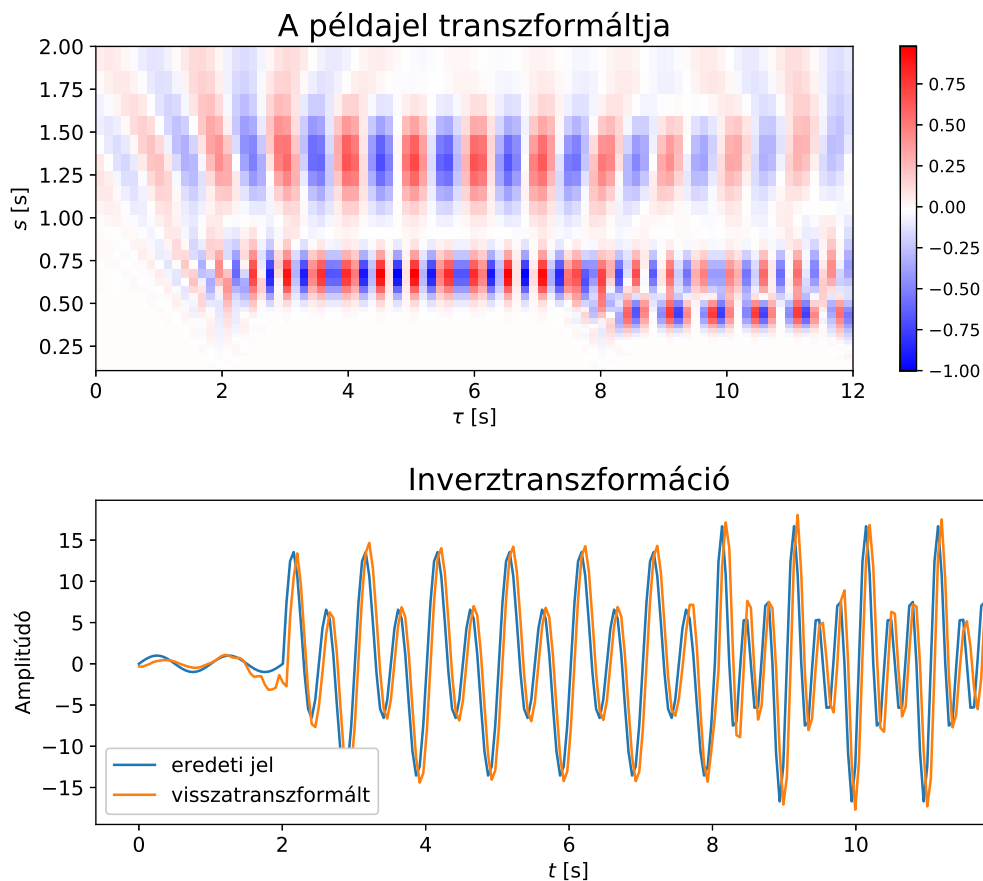 A példajel transzformáltja
2.00
1.75
1.50
1.25
1.00
0.75
0.50
0.25
s [s]
0 2 4 6 8 10 12
τ [s]
0.75
0.50
0.25
0.00
−0.25
−0.50
−0.75
−1.00
Inverztranszformáció
15
10
5
0
−5
−10
−15
Amplitúdó
eredeti jel
visszatranszformált
0 2 4 6 8 10
t [s]